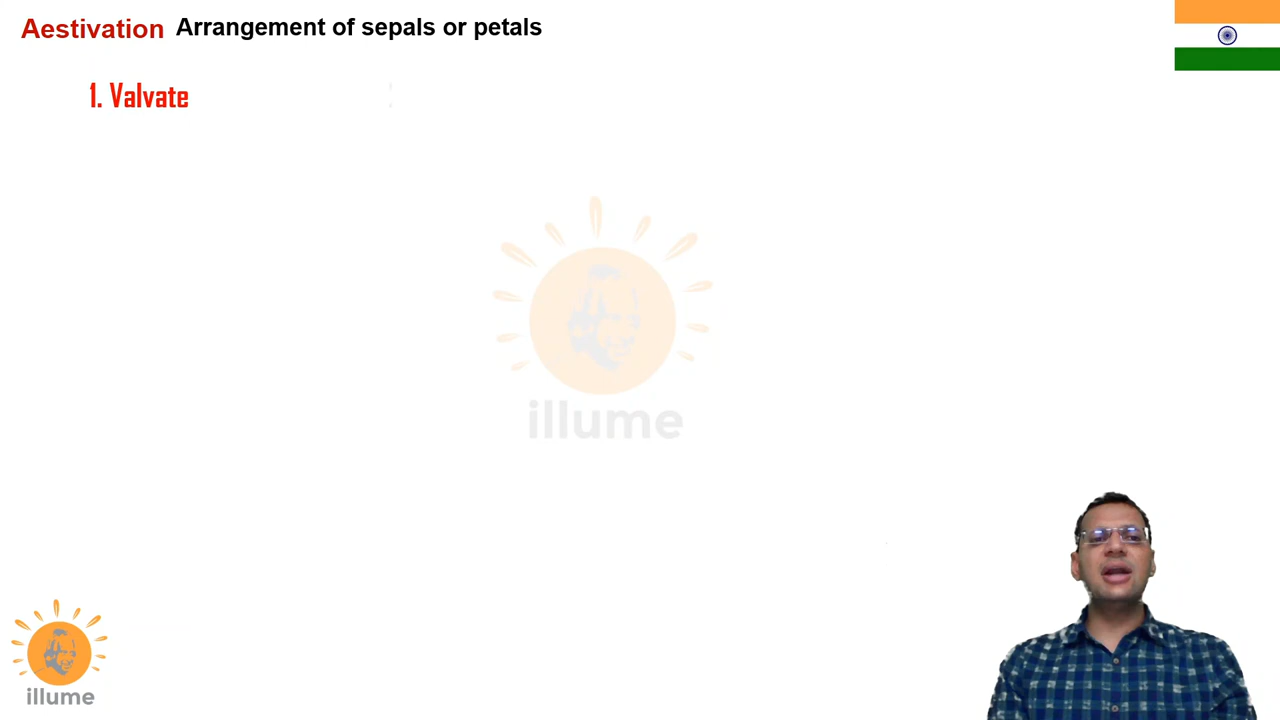 Aestivation Arrangement of sepals or petals
1. Valvate
illume
illume